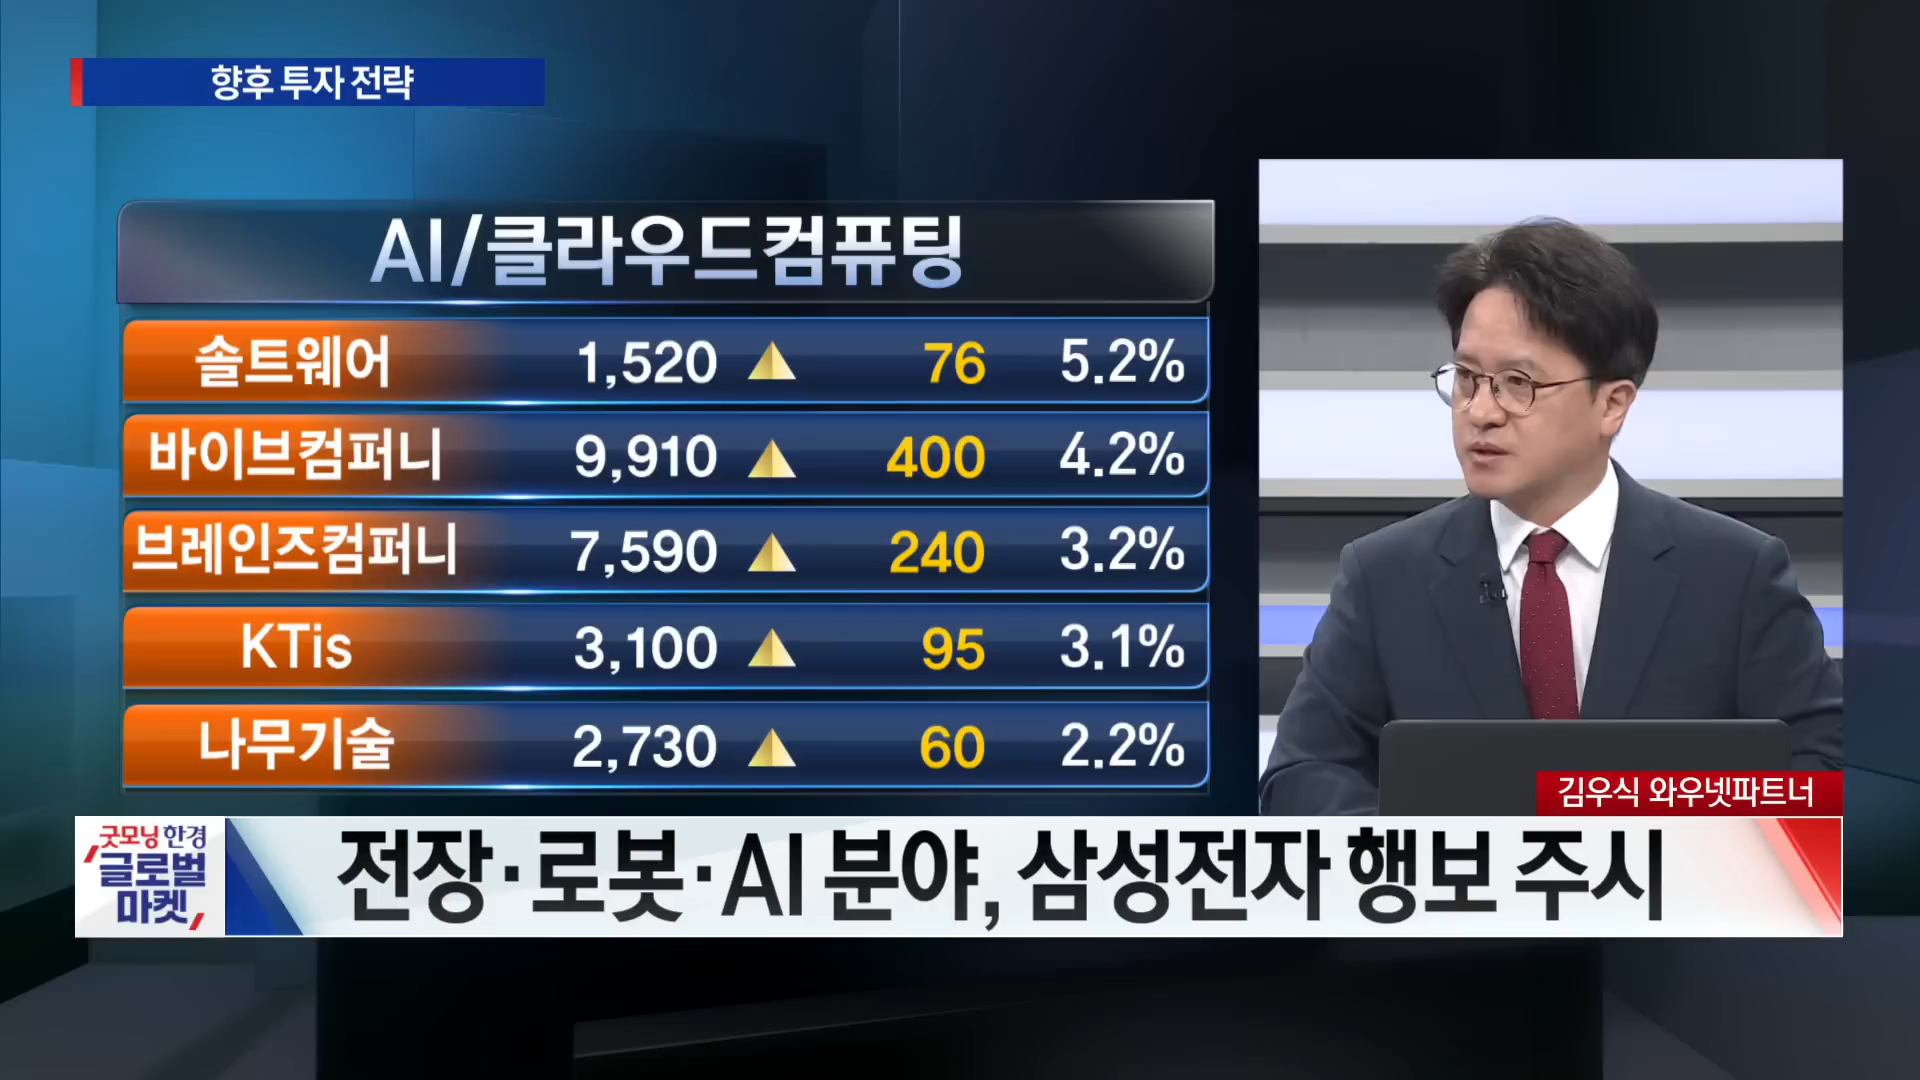 향후 투자 전략
AI/클라우드컴퓨팅
솔트웨어 1,520 ▲ 76 5.2%
바이브컴퍼니 9,910 ▲ 400 4.2%
브레인즈컴퍼니 7,590 ▲ 240 3.2%
KTis 3,100 ▲ 95 3.1%
나무기술 2,730 ▲ 60 2.2%
김우식 와우넷파트너
굿모닝 한경
글로벌
마켓
전장·로봇·AI 분야, 삼성전자 행보 주시